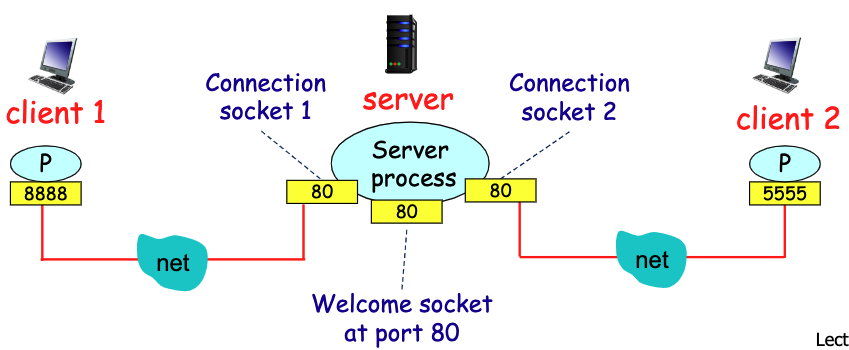 client 1
P
8888
net
Connection
socket 1
server
Server
process
80
80
80
Welcome socket
at port 80
Connection
socket 2
net
client 2
P
5555
Lect